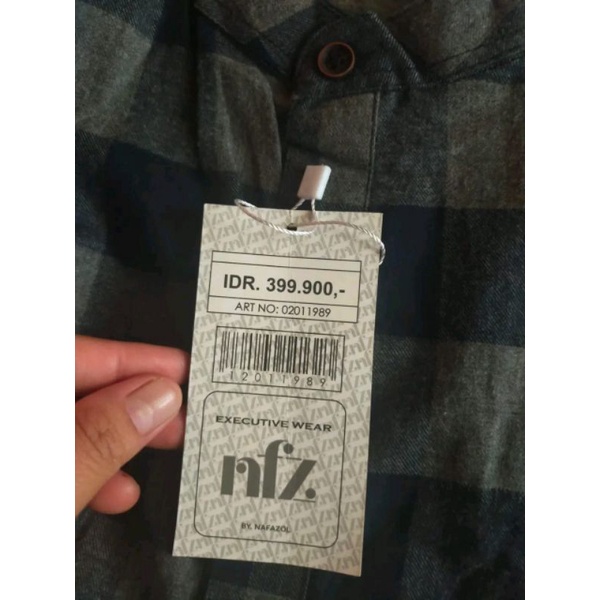 IDR. 399.900,-
ART NO: 02011989
12011989
EXECUTIVE WEAR
nfz.
BY. NAFAZOL